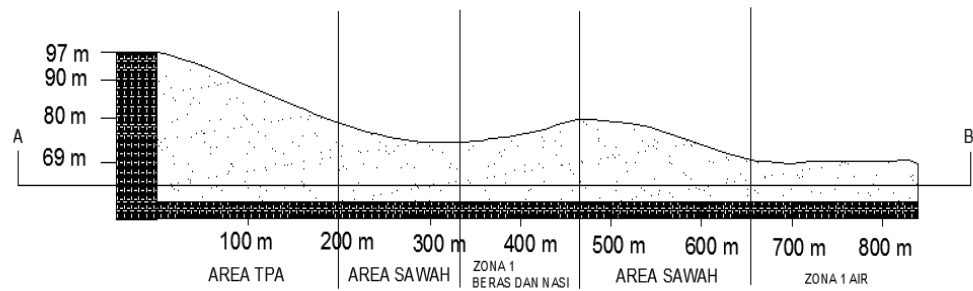 97 m
90 m
80 m
69 m
A
B
100 m
200 m
300 m
400 m
500 m
600 m
700 m
800 m
AREA TPA
AREA SAWAH
ZONA 1
BERAS DAN NASI
AREA SAWAH
ZONA 1 AIR